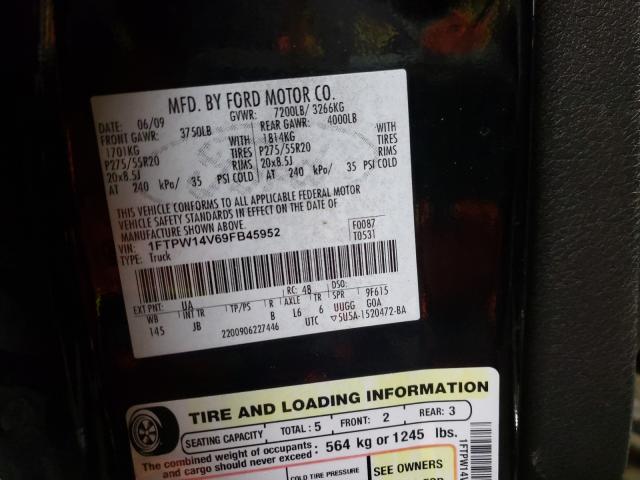 MFD. BY FORD MOTOR CO.
DATE: 06/09 GVWR: 7200LB/ 3266KG
FRONT GAWR: 3750LB REAR GAWR: 4000LB
1701KG WITH 1814KG WITH
P275/55R20 TIRES P275/55R20 TIRES
20x8.5J RIMS 20x8.5J RIMS
AT 240 kPa/ 35 PSI COLD AT 240 kPa/ 35 PSI COLD
THIS VEHICLE CONFORMS TO ALL APPLICABLE FEDERAL MOTOR
VEHICLE SAFETY STANDARDS IN EFFECT ON THE DATE OF
MANUFACTURE SHOWN ABOVE.
VIN: 1FTPW14V69FB45952 F0087
TYPE: Truck T0531
EXT PNT: UA RC: 48 DSO:
WB INT TR TP/PS R AXLE TR SPR 9F615
145 JB B L6 6 UUGG G0A
2200906227446 UTC ▽5U5A-1520472-BA
TIRE AND LOADING INFORMATION
SEATING CAPACITY TOTAL: 5 FRONT: 2 REAR: 3
The combined weight of occupants and cargo should never exceed: 564 kg or 1245 lbs.
COLD TIRE PRESSURE SEE OWNERS
1FTPW14V